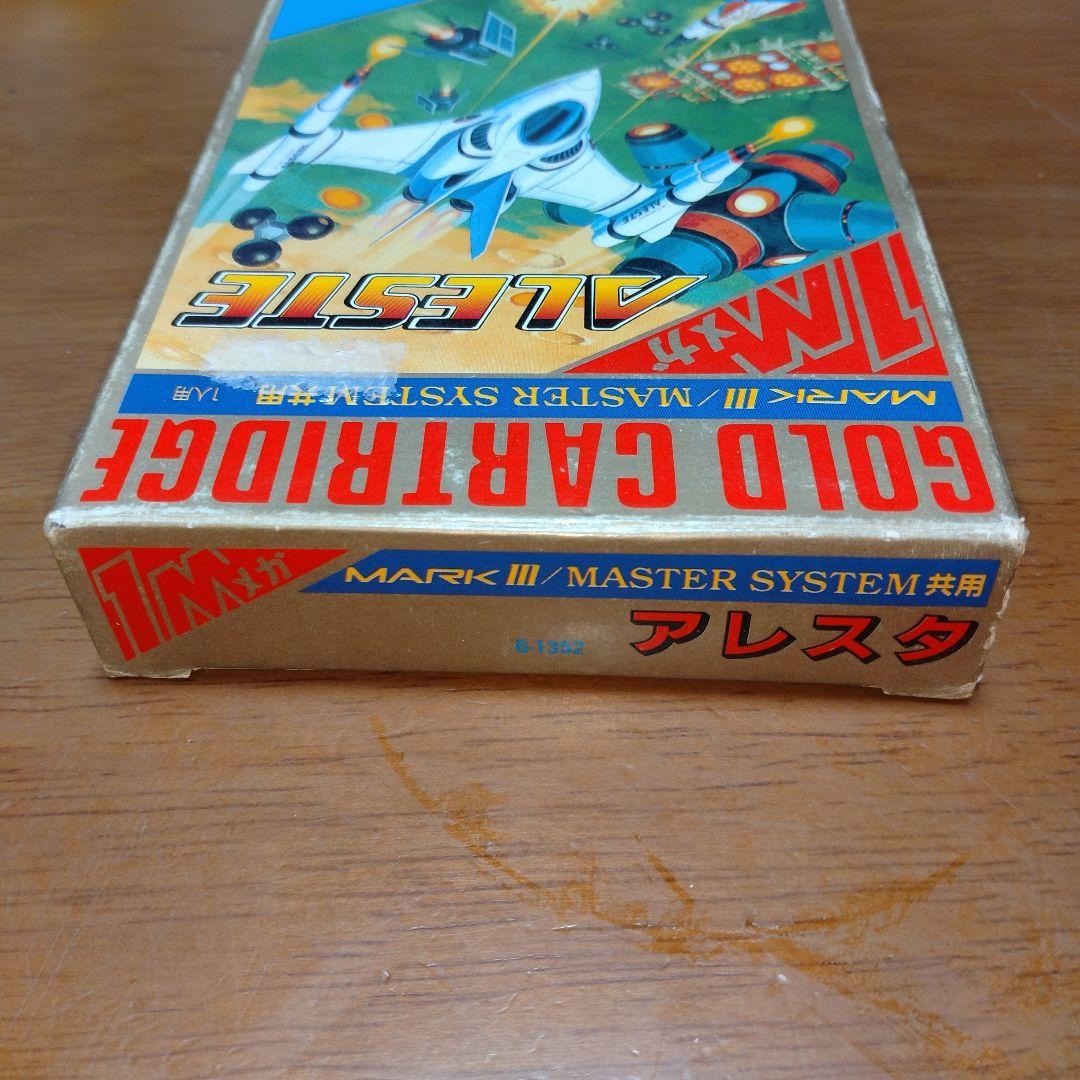 ALESTE
ALESTE
ALESTE
1Mメガ
MARK III/MASTER SYSTEM共用 1人用
GOLD CARTRIDGE
1Mメガ
MARK III/MASTER SYSTEM共用
アレスタ
G-1352